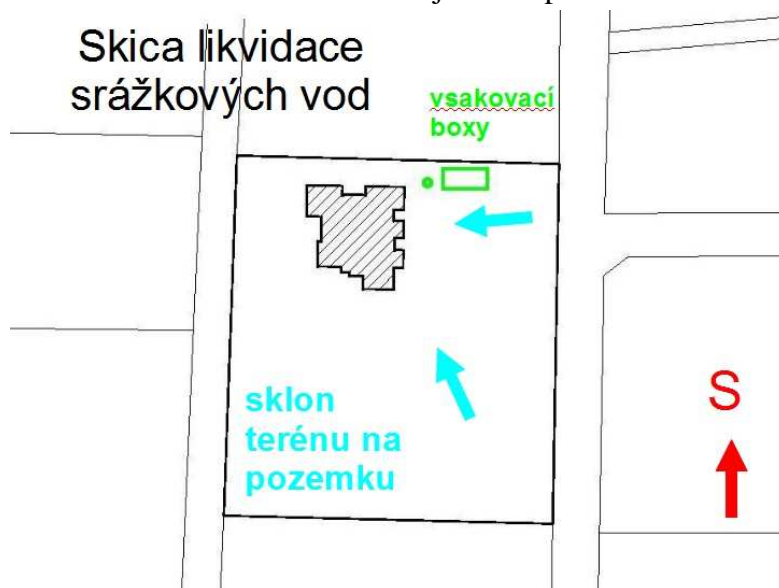 Skica likvidace
srážkových vod
vsakovací
boxy
sklon
terénu na
pozemku
S